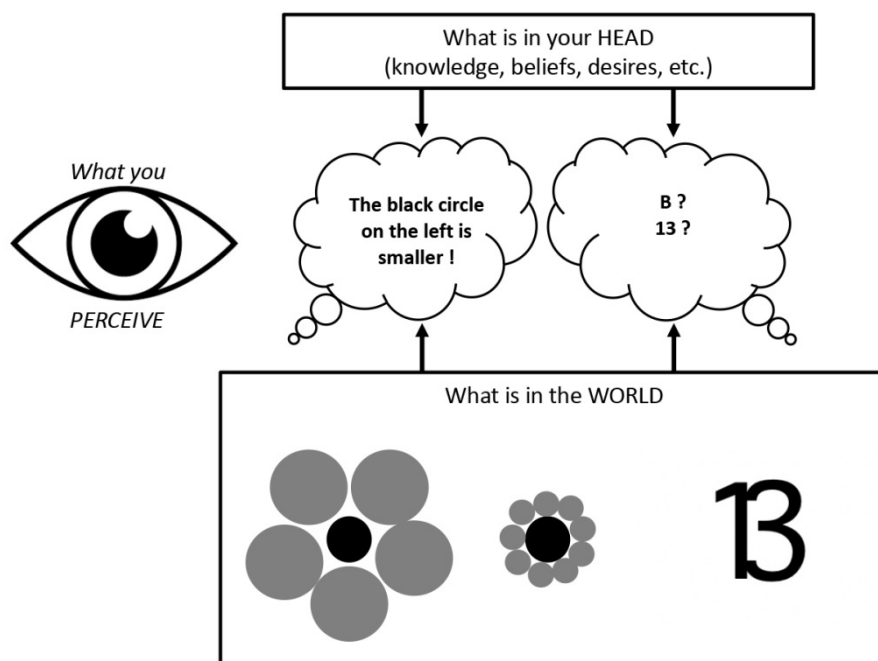 What is in your HEAD
(knowledge, beliefs, desires, etc.)
What you
PERCEIVE
The black circle
on the left is
smaller !
B ?
13 ?
What is in the WORLD
13